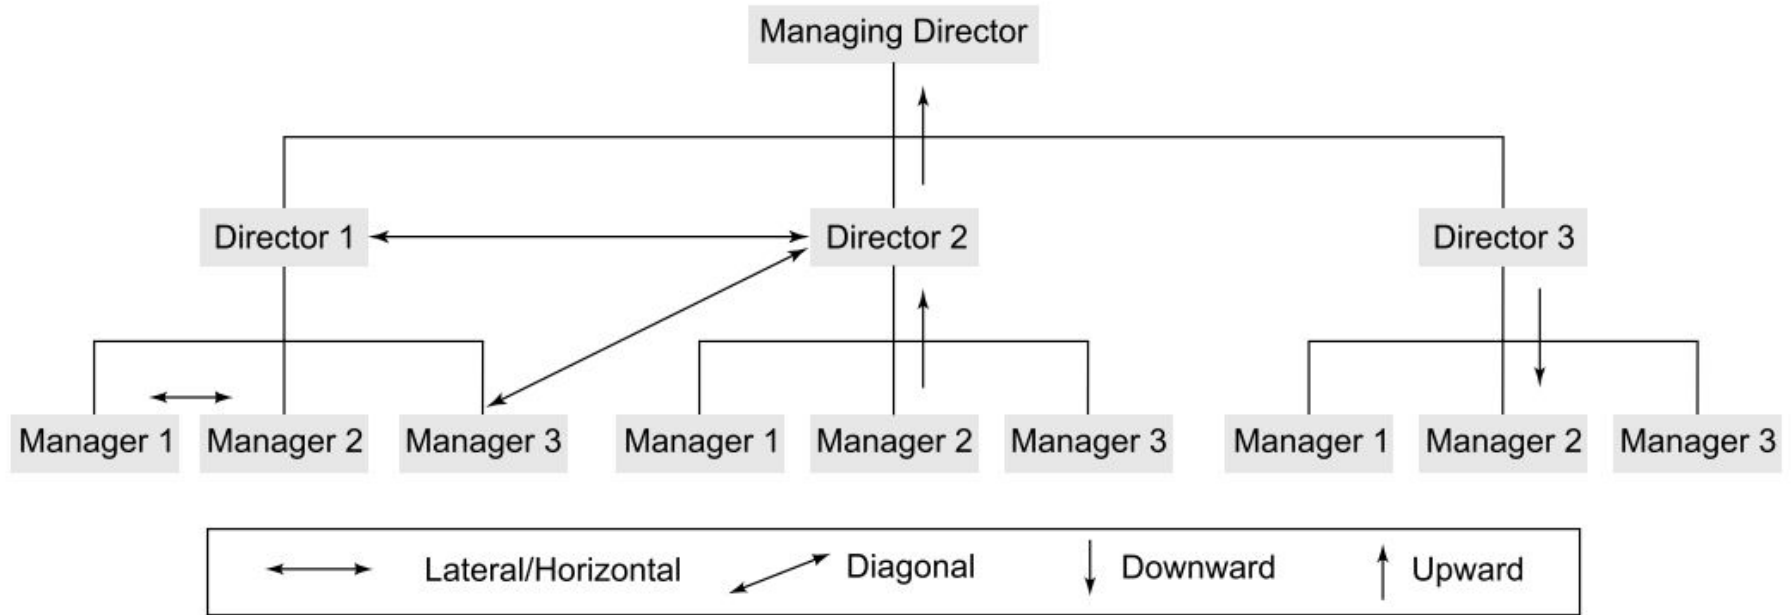 Managing Director
Director 1
Director 2
Director 3
Manager 1
Manager 2
Manager 3
Manager 1
Manager 2
Manager 3
Manager 1
Manager 2
Manager 3
Lateral/Horizontal
Diagonal
Downward
Upward